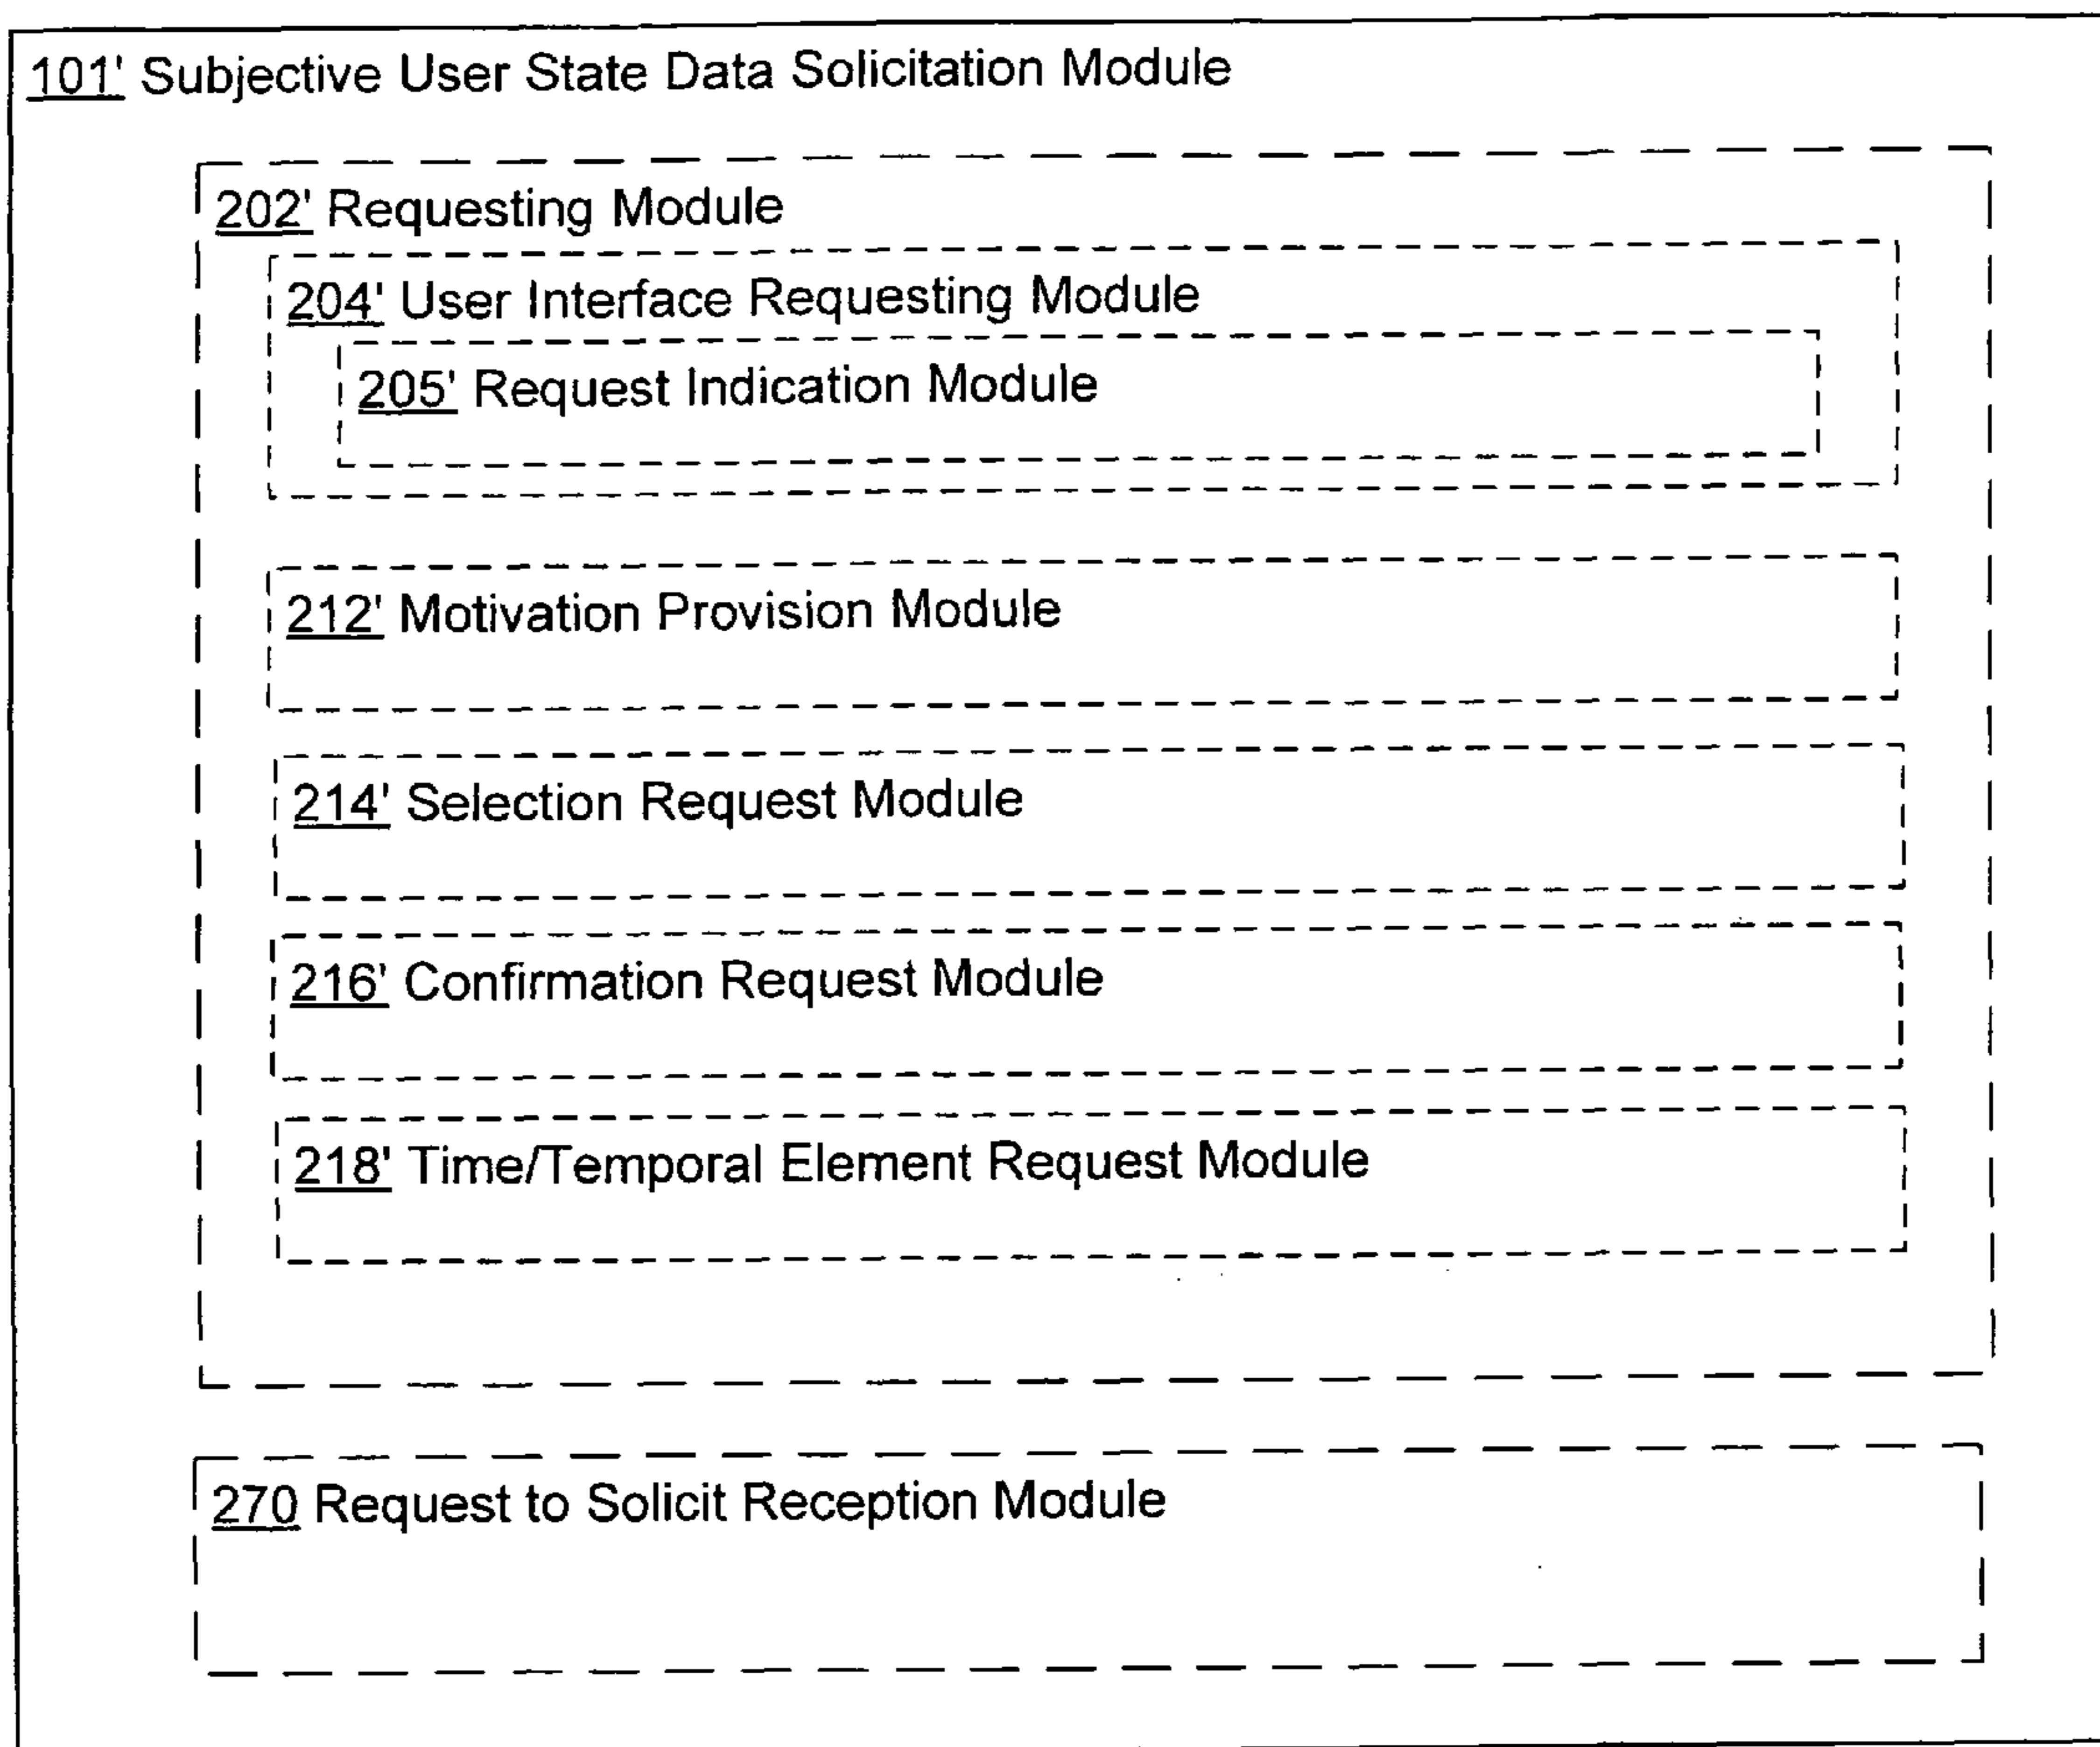 101' Subjective User State Data Solicitation Module
202' Requesting Module
204' User Interface Requesting Module
205' Request Indication Module
212' Motivation Provision Module
214' Selection Request Module
216' Confirmation Request Module
218' Time/Temporal Element Request Module
270 Request to Solicit Reception Module